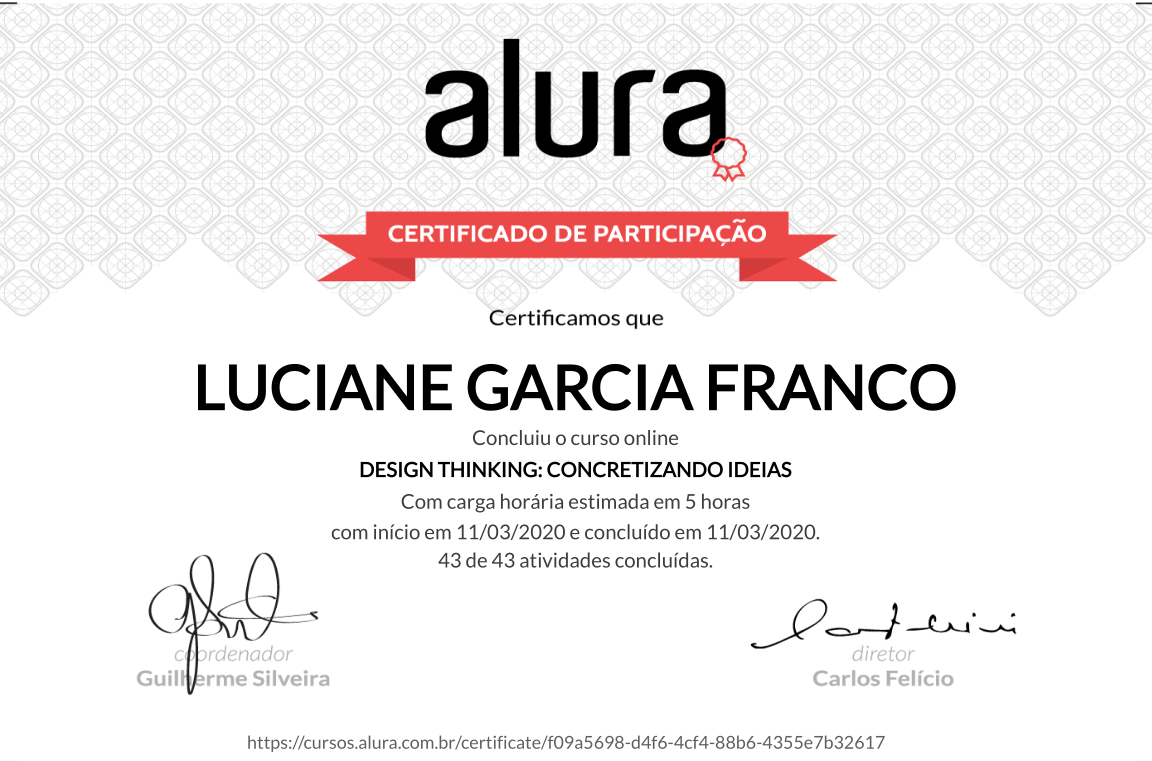 alura
CERTIFICADO DE PARTICIPAÇÃO
Certificamos que
LUCIANE GARCIA FRANCO
Concluiu o curso online
DESIGN THINKING: CONCRETIZANDO IDEIAS
Com carga horária estimada em 5 horas
com início em 11/03/2020 e concluído em 11/03/2020.
43 de 43 atividades concluídas.
coordenador
Guilherme Silveira
diretor
Carlos Felício
https://cursos.alura.com.br/certificate/f09a5698-d4f6-4cf4-88b6-4355e7b32617